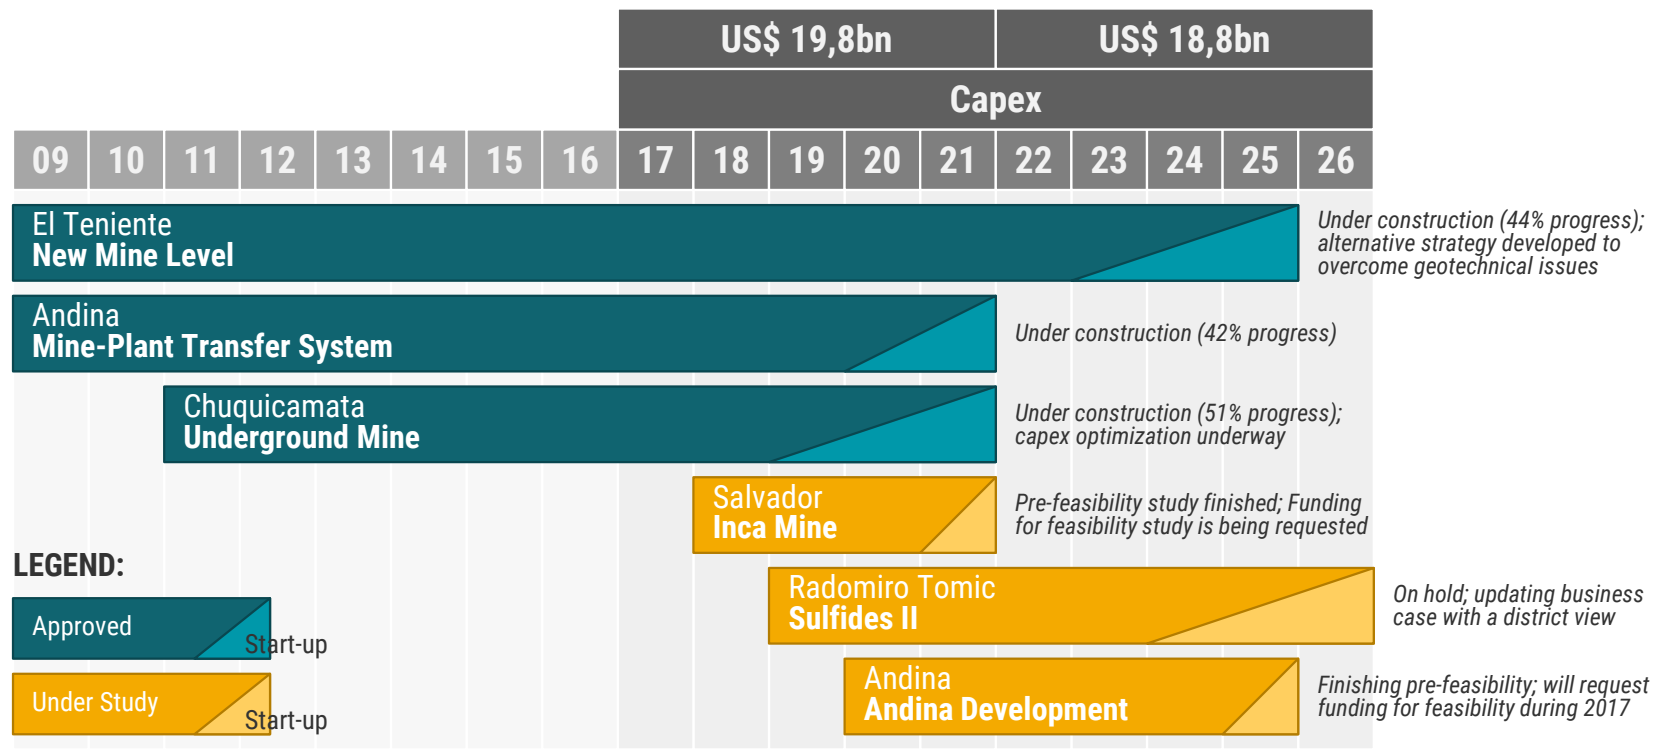 US$ 19,8bn US$ 18,8bn
Capex
09 10 11 12 13 14 15 16 17 18 19 20 21 22 23 24 25 26
El Teniente
New Mine Level
Under construction (44% progress);
alternative strategy developed to
overcome geotechnical issues
Andina
Mine-Plant Transfer System
Under construction (42% progress)
Chuquicamata
Underground Mine
Under construction (51% progress);
capex optimization underway
Salvador
Inca Mine
Pre-feasibility study finished; Funding
for feasibility study is being requested
Radomiro Tomic
Sulfides II
On hold; updating business
case with a district view
Andina
Andina Development
Finishing pre-feasibility; will request
funding for feasibility during 2017
LEGEND:
Approved
Start-up
Under Study
Start-up